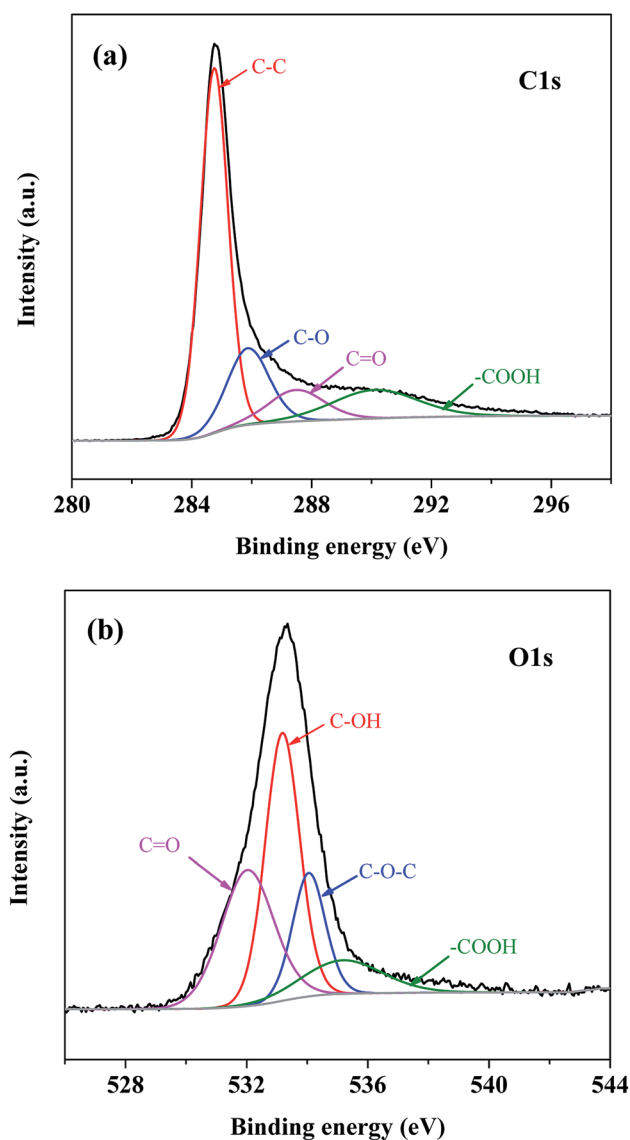 (a)
C-C
C1s
C-O
C=O
-COOH
Intensity (a.u.)
280 284 288 292 296
Binding energy (eV)
(b)
O1s
C-OH
C=O
C-O-C
-COOH
Intensity (a.u.)
528 532 536 540 544
Binding energy (eV)